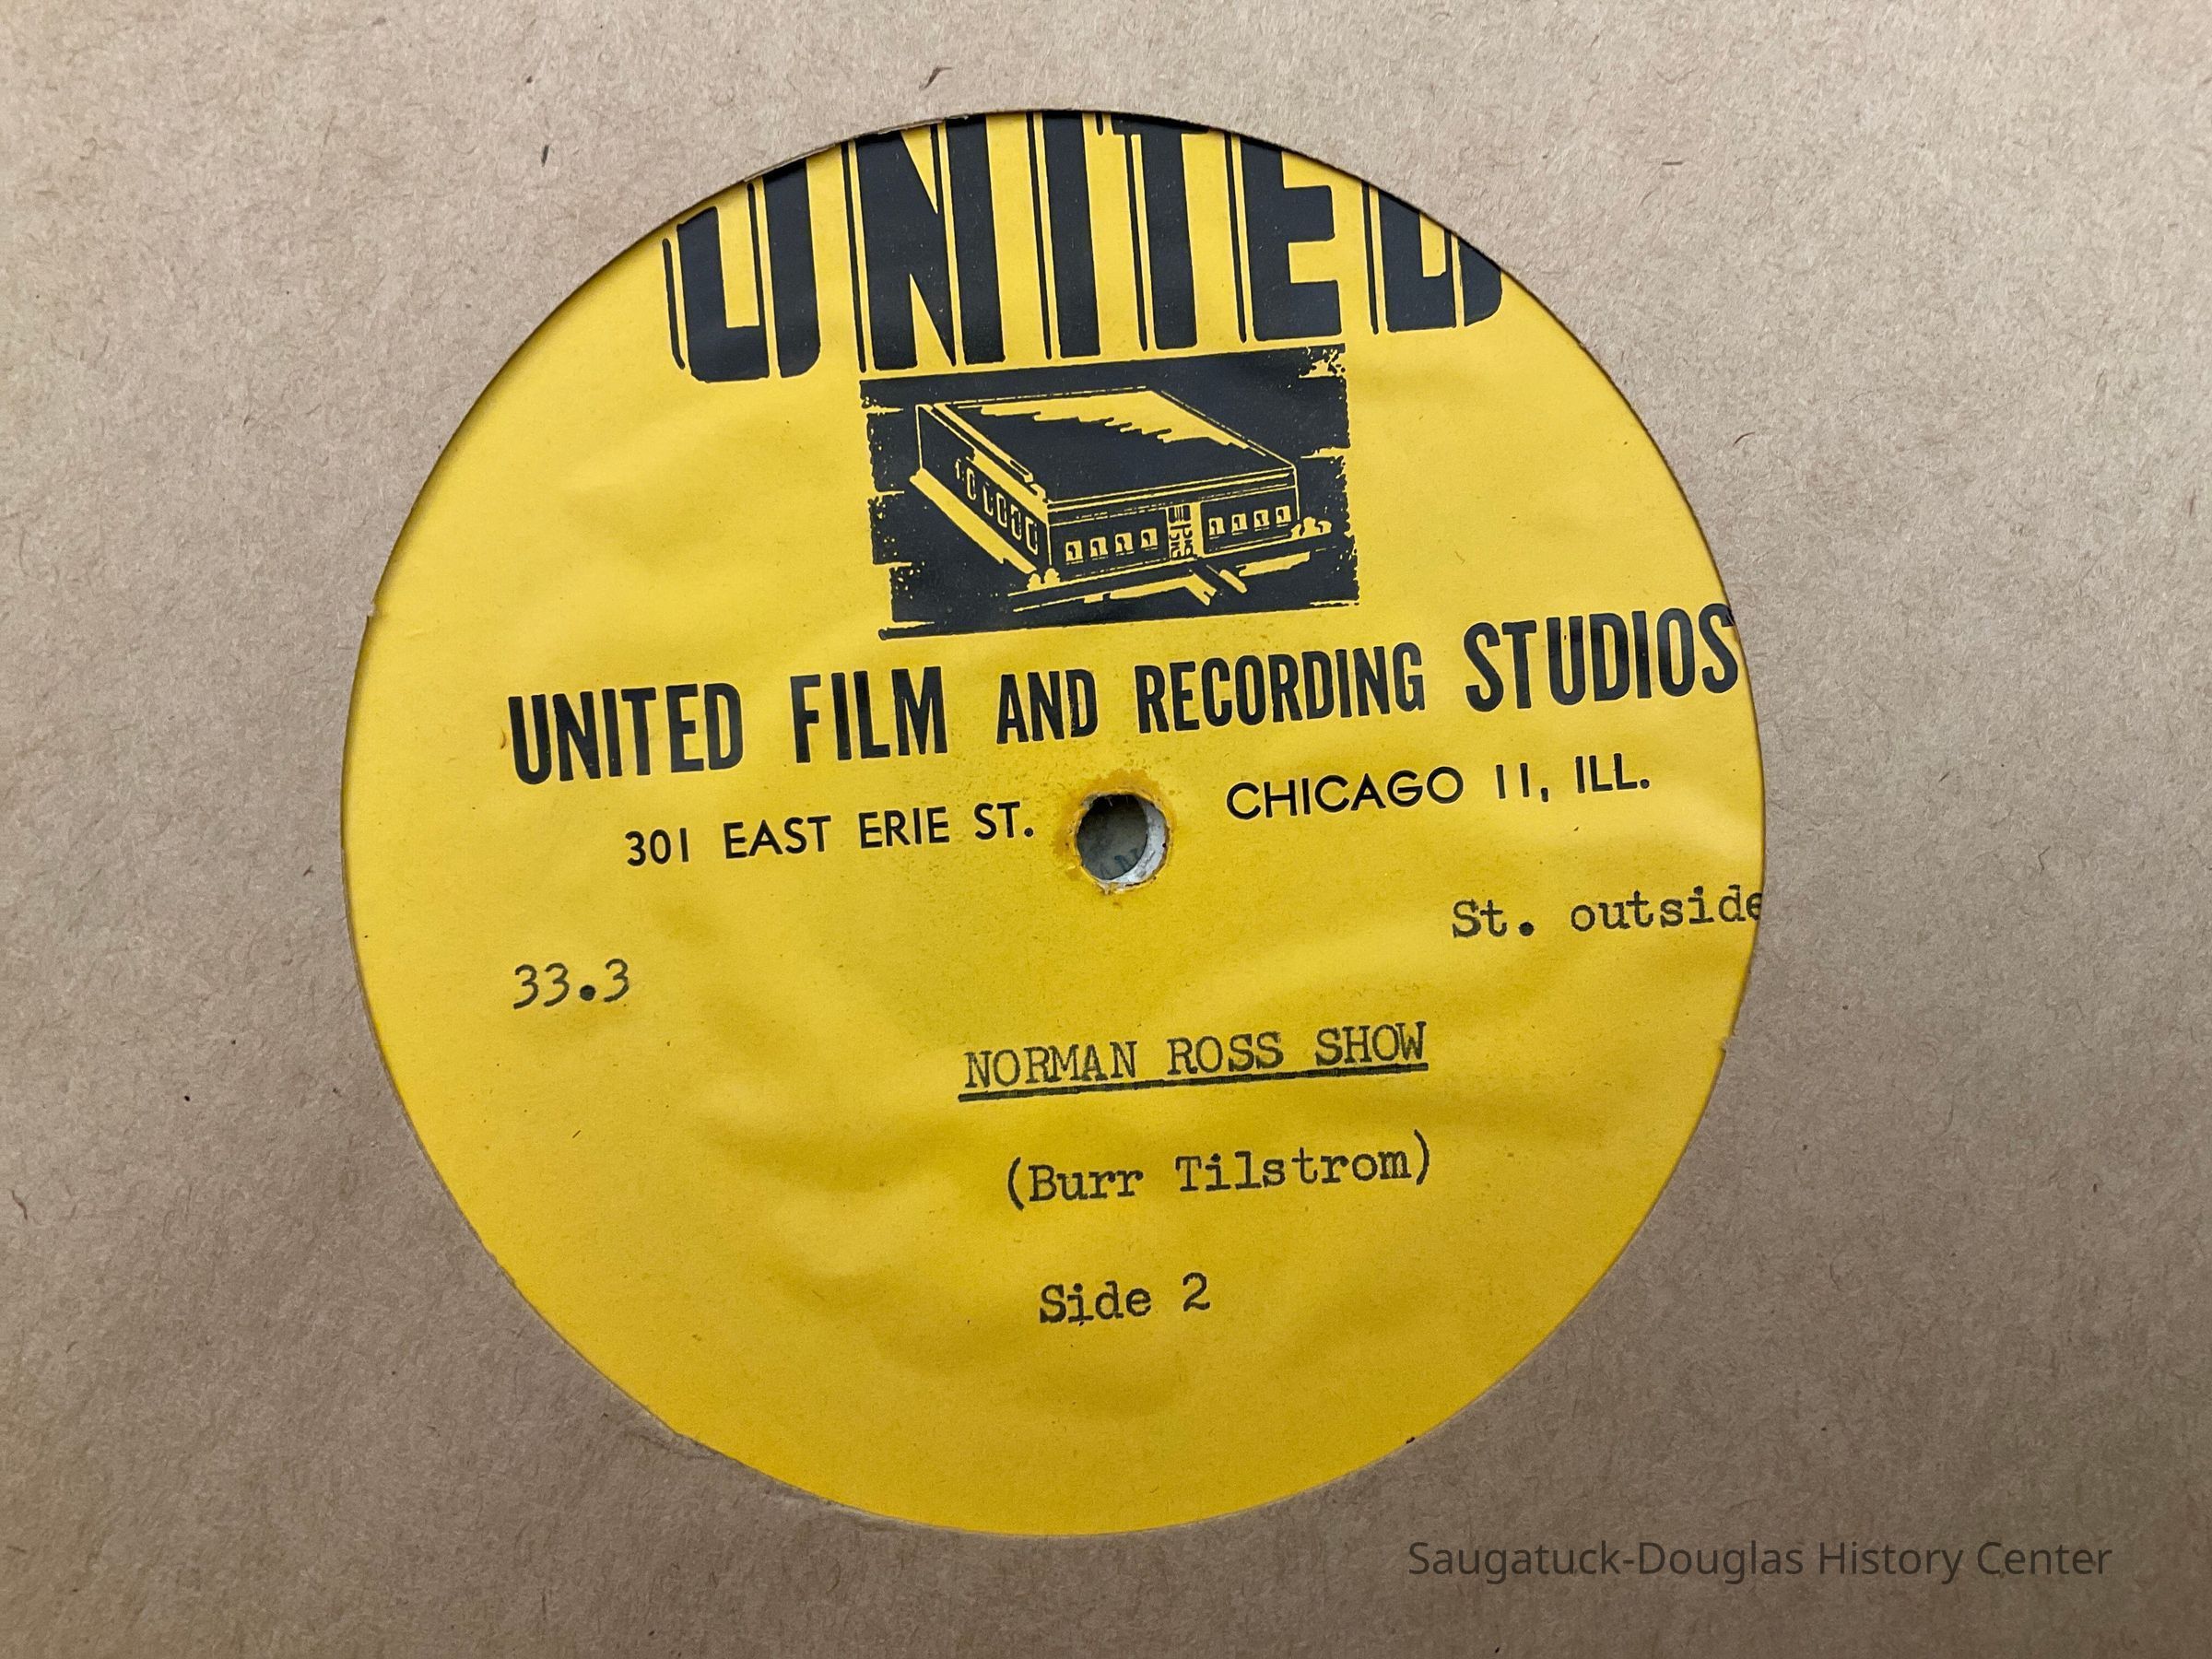 UNITED
UNITED FILM AND RECORDING STUDIOS
301 EAST ERIE ST. CHICAGO 11, ILL.
St. outside
33.3
NORMAN ROSS SHOW
(Burr Tilstrom)
Side 2
Saugatuck-Douglas History Center